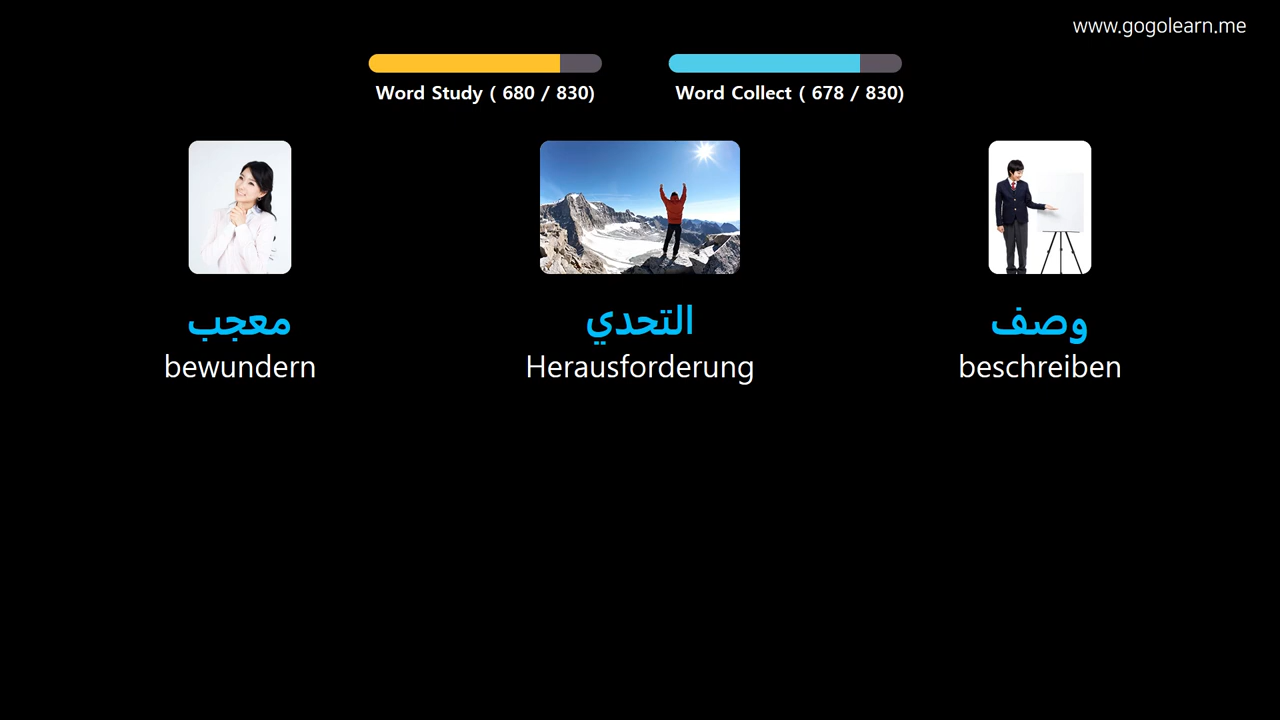 www.gogolearn.me
Word Study ( 680 / 830)
Word Collect ( 678 / 830)
معجب
bewundern
التحدي
Herausforderung
وصف
beschreiben